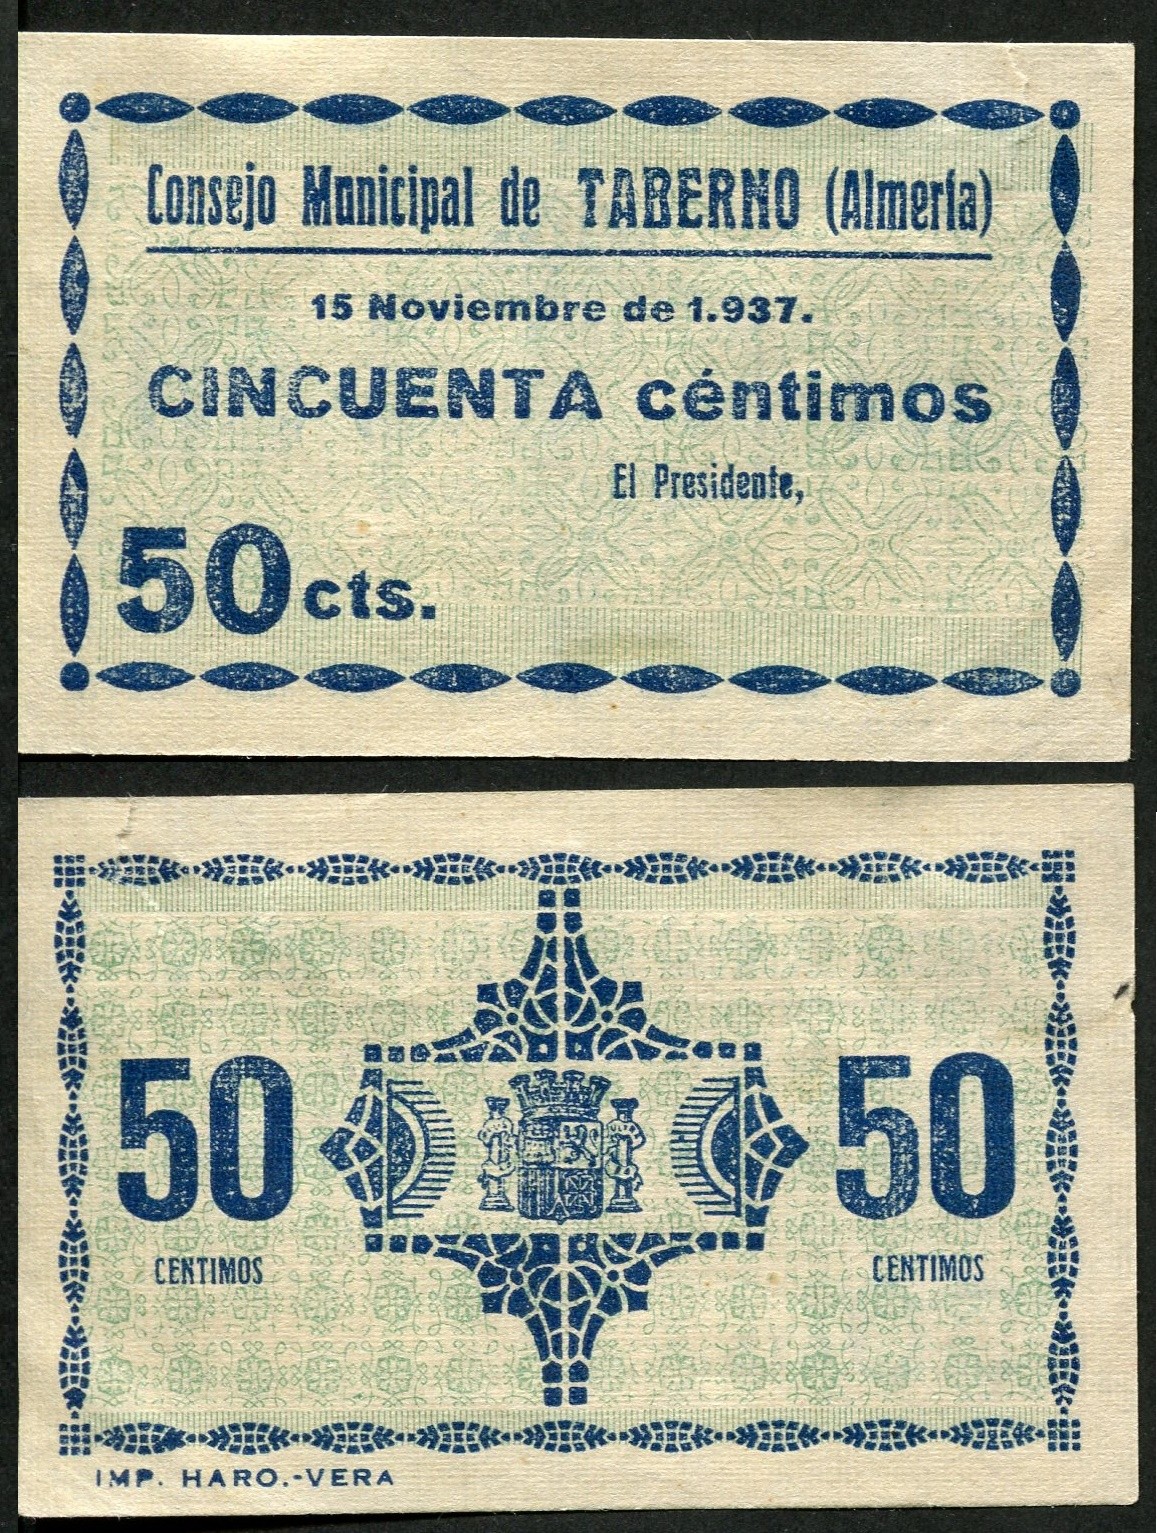 Consejo Municipal de TABERNO (Almería)
15 Noviembre de 1.937.
CINCUENTA céntimos
El Presidente,
50 cts.
50 50
CENTIMOS CENTIMOS
IMP. HARO.-VERA